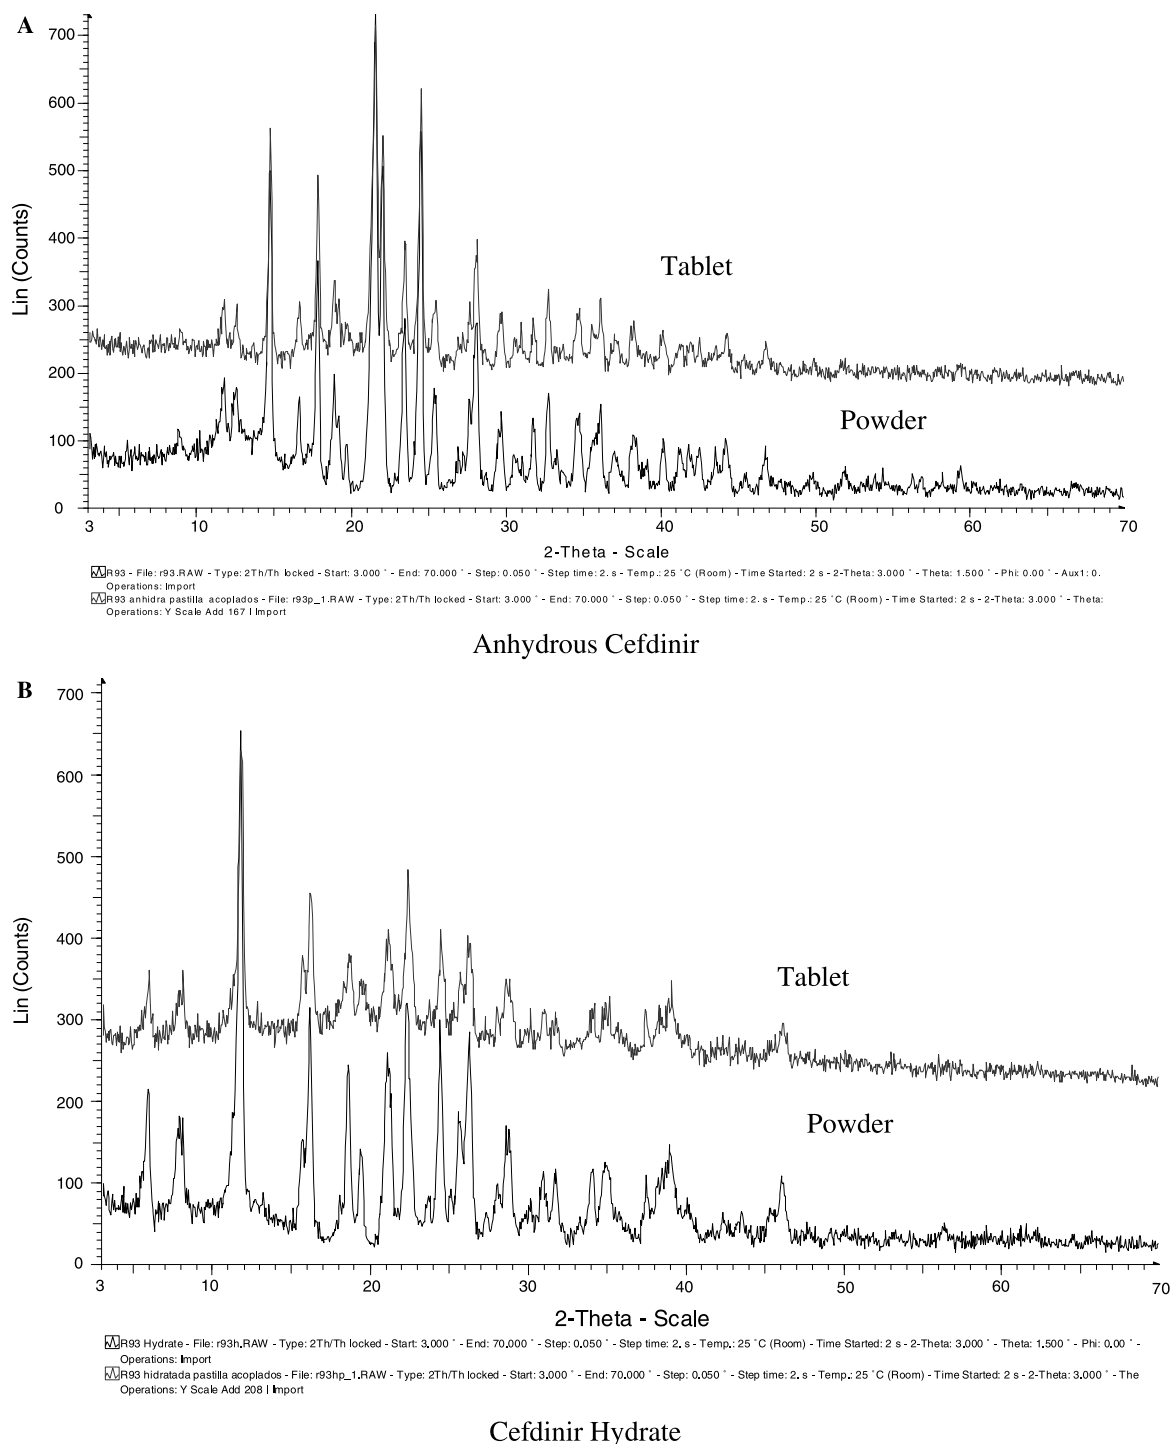 A
700
600
500
400
300
200
100
0
Lin (Counts)
Tablet
Powder
3 10 20 30 40 50 60 70
2-Theta - Scale
R93 - File: r93.RAW - Type: 2Th/Th locked - Start: 3.000 ° - End: 70.000 ° - Step: 0.050 ° - Step time: 2. s - Temp.: 25 °C (Room) - Time Started: 2 s - 2-Theta: 3.000 ° - Theta: 1.500 ° - Phi: 0.00 ° - Aux1: 0.
Operations: Import
R93 anhidra pastilla acoplados - File: r93p_1.RAW - Type: 2Th/Th locked - Start: 3.000 ° - End: 70.000 ° - Step: 0.050 ° - Step time: 2. s - Temp.: 25 °C (Room) - Time Started: 2 s - 2-Theta: 3.000 ° - Theta:
Operations: Y Scale Add 167 | Import
Anhydrous Cefdinir
B
700
600
500
400
300
200
100
0
Lin (Counts)
Tablet
Powder
3 10 20 30 40 50 60 70
2-Theta - Scale
R93 Hydrate - File: r93h.RAW - Type: 2Th/Th locked - Start: 3.000 ° - End: 70.000 ° - Step: 0.050 ° - Step time: 2. s - Temp.: 25 °C (Room) - Time Started: 2 s - 2-Theta: 3.000 ° - Theta: 1.500 ° - Phi: 0.00 ° -
Operations: Import
R93 hidratada pastilla acoplados - File: r93hp_1.RAW - Type: 2Th/Th locked - Start: 3.000 ° - End: 70.000 ° - Step: 0.050 ° - Step time: 2. s - Temp.: 25 °C (Room) - Time Started: 2 s - 2-Theta: 3.000 ° - The
Operations: Y Scale Add 208 | Import
Cefdinir Hydrate